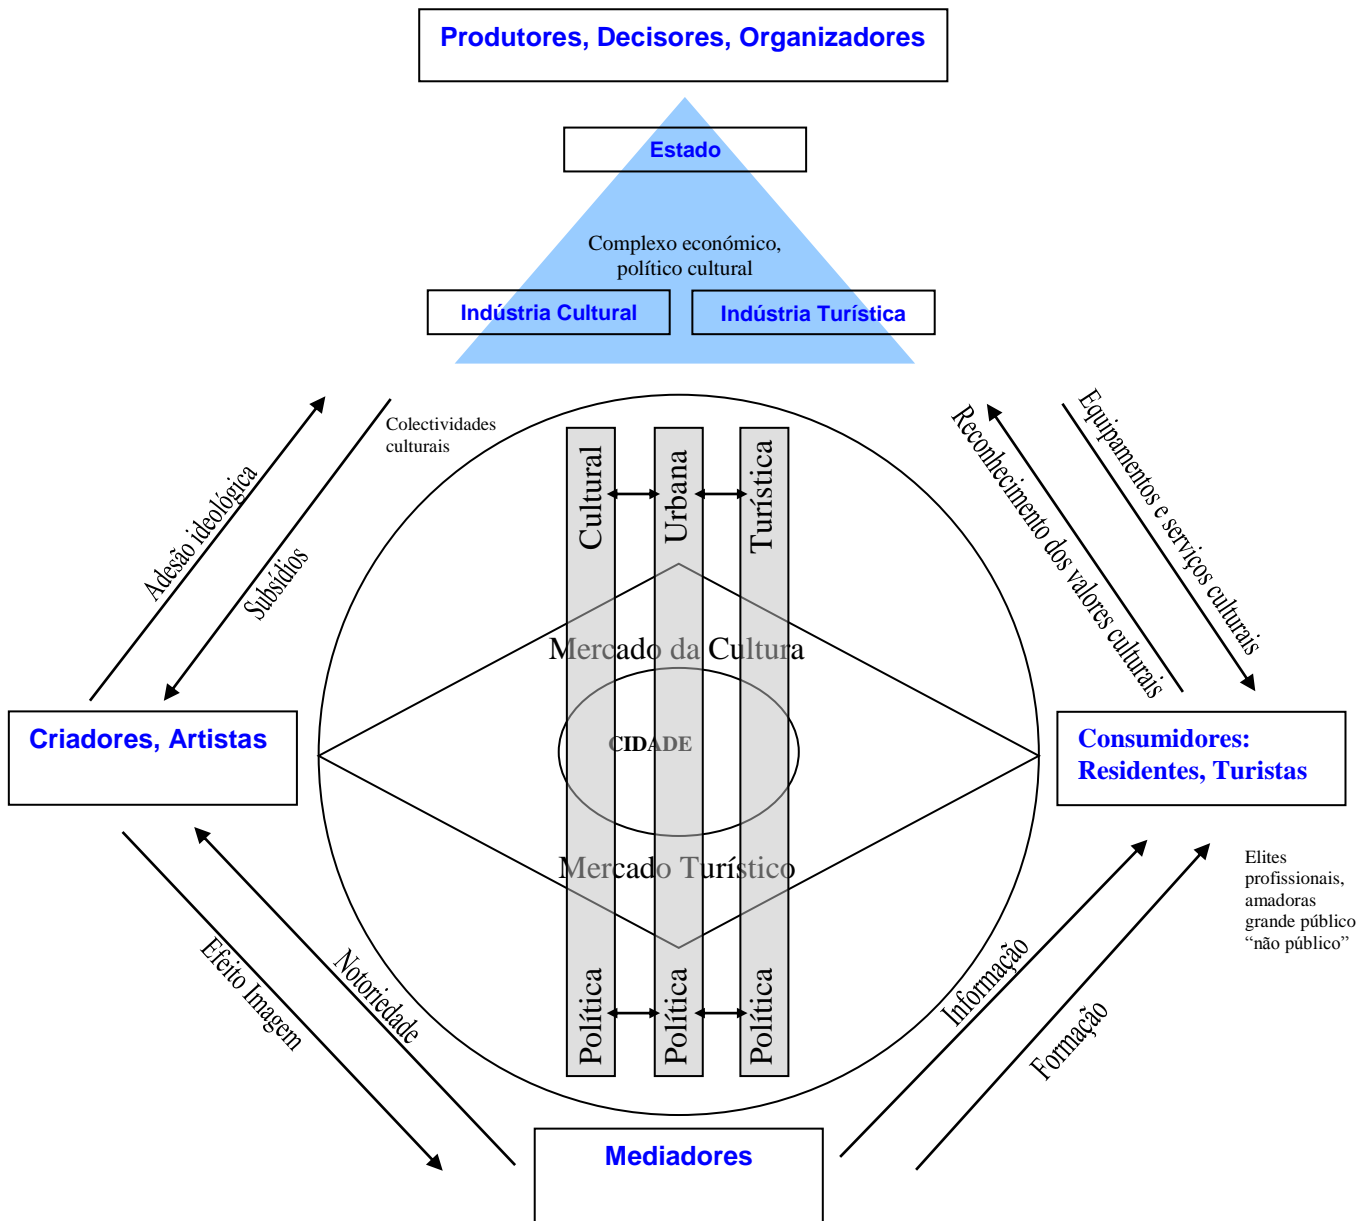 Produtores, Decisores, Organizadores
Estado
Complexo económico,
político cultural
Indústria Cultural
Indústria Turística
Colectividades
culturais
Adesão ideológica
Subsídios
Reconhecimento dos valores culturais
Equipamentos e serviços culturais
Política Cultural
Política Urbana
Política Turística
Mercado da Cultura
CIDADE
Mercado Turístico
Criadores, Artistas
Consumidores:
Residentes, Turistas
Elites
profissionais,
amadoras
grande público
“não público”
Efeito Imagem
Notoriedade
Informação
Formação
Mediadores